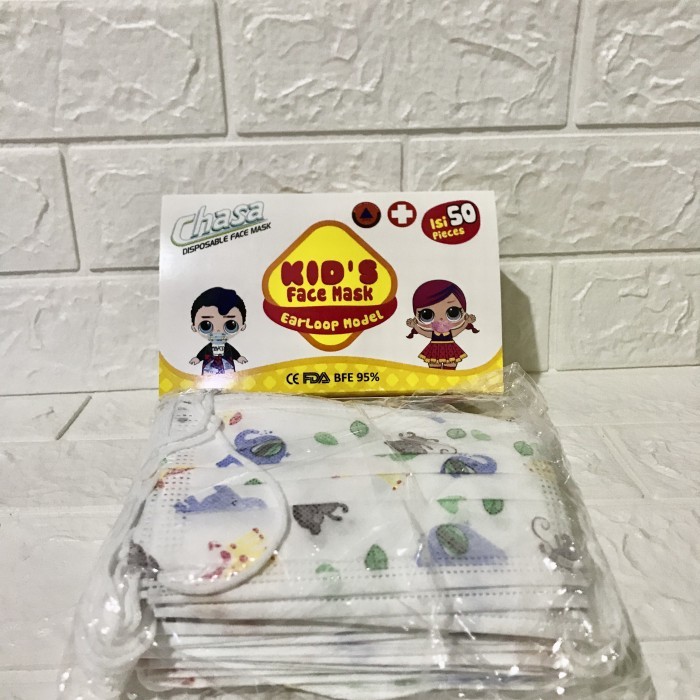 Chasa
DISPOSABLE FACE MASK
Isi 50
Pieces
KID'S
Face Mask
EarLoop Model
CE FDA BFE 95%